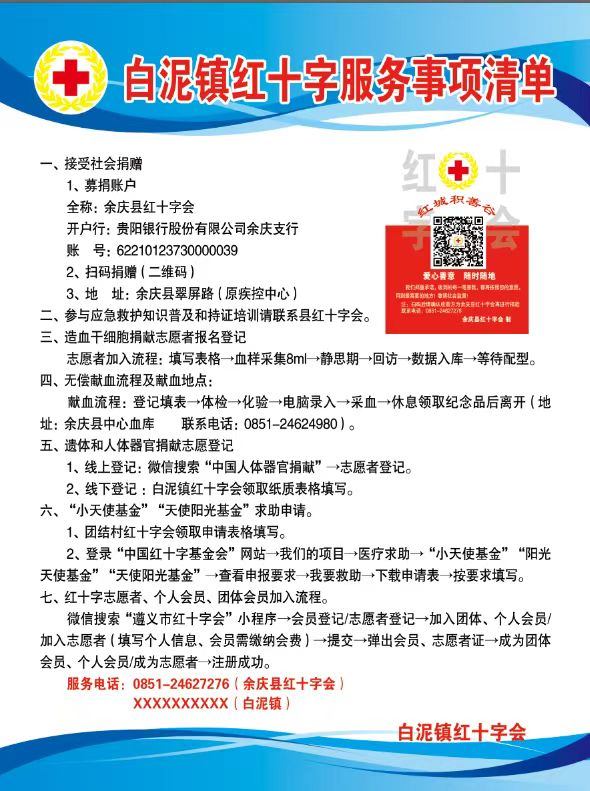 白泥镇红十字服务事项清单
一、接受社会捐赠
1、募捐账户
全称：余庆县红十字会
开户行：贵阳银行股份有限公司余庆支行
账　号：62210123730000039
2、扫码捐赠（二维码）
3、地　址：余庆县翠屏路（原疾控中心）
红十字会
红城积善谷
爱心善意　随时随地
余庆县红十字会 制
二、参与应急救护知识普及和持证培训请联系县红十字会。
三、造血干细胞捐献志愿者报名登记
志愿者加入流程：填写表格→血样采集8ml→静思期→回访→数据入库→等待配型。
四、无偿献血流程及献血地点：
献血流程：登记填表→体检→化验→电脑录入→采血→休息领取纪念品后离开（地
址：余庆县中心血库　　联系电话：0851-24624980）。
五、遗体和人体器官捐献志愿登记
1、线上登记：微信搜索“中国人体器官捐献”→志愿者登记。
2、线下登记：白泥镇红十字会领取纸质表格填写。
六、“小天使基金”“天使阳光基金”求助申请。
1、团结村红十字会领取申请表格填写。
2、登录“中国红十字基金会”网站→我们的项目→医疗求助→“小天使基金”“阳光
天使基金”“天使阳光基金”→查看申报要求→我要救助→下载申请表→按要求填写。
七、红十字志愿者、个人会员、团体会员加入流程。
微信搜索“遵义市红十字会”小程序→会员登记/志愿者登记→加入团体、个人会员/
加入志愿者（填写个人信息、会员需缴纳会费）→提交→弹出会员、志愿者证→成为团体
会员、个人会员/成为志愿者→注册成功。
服务电话：0851-24627276（余庆县红十字会）
XXXXXXXXXX（白泥镇）
白泥镇红十字会